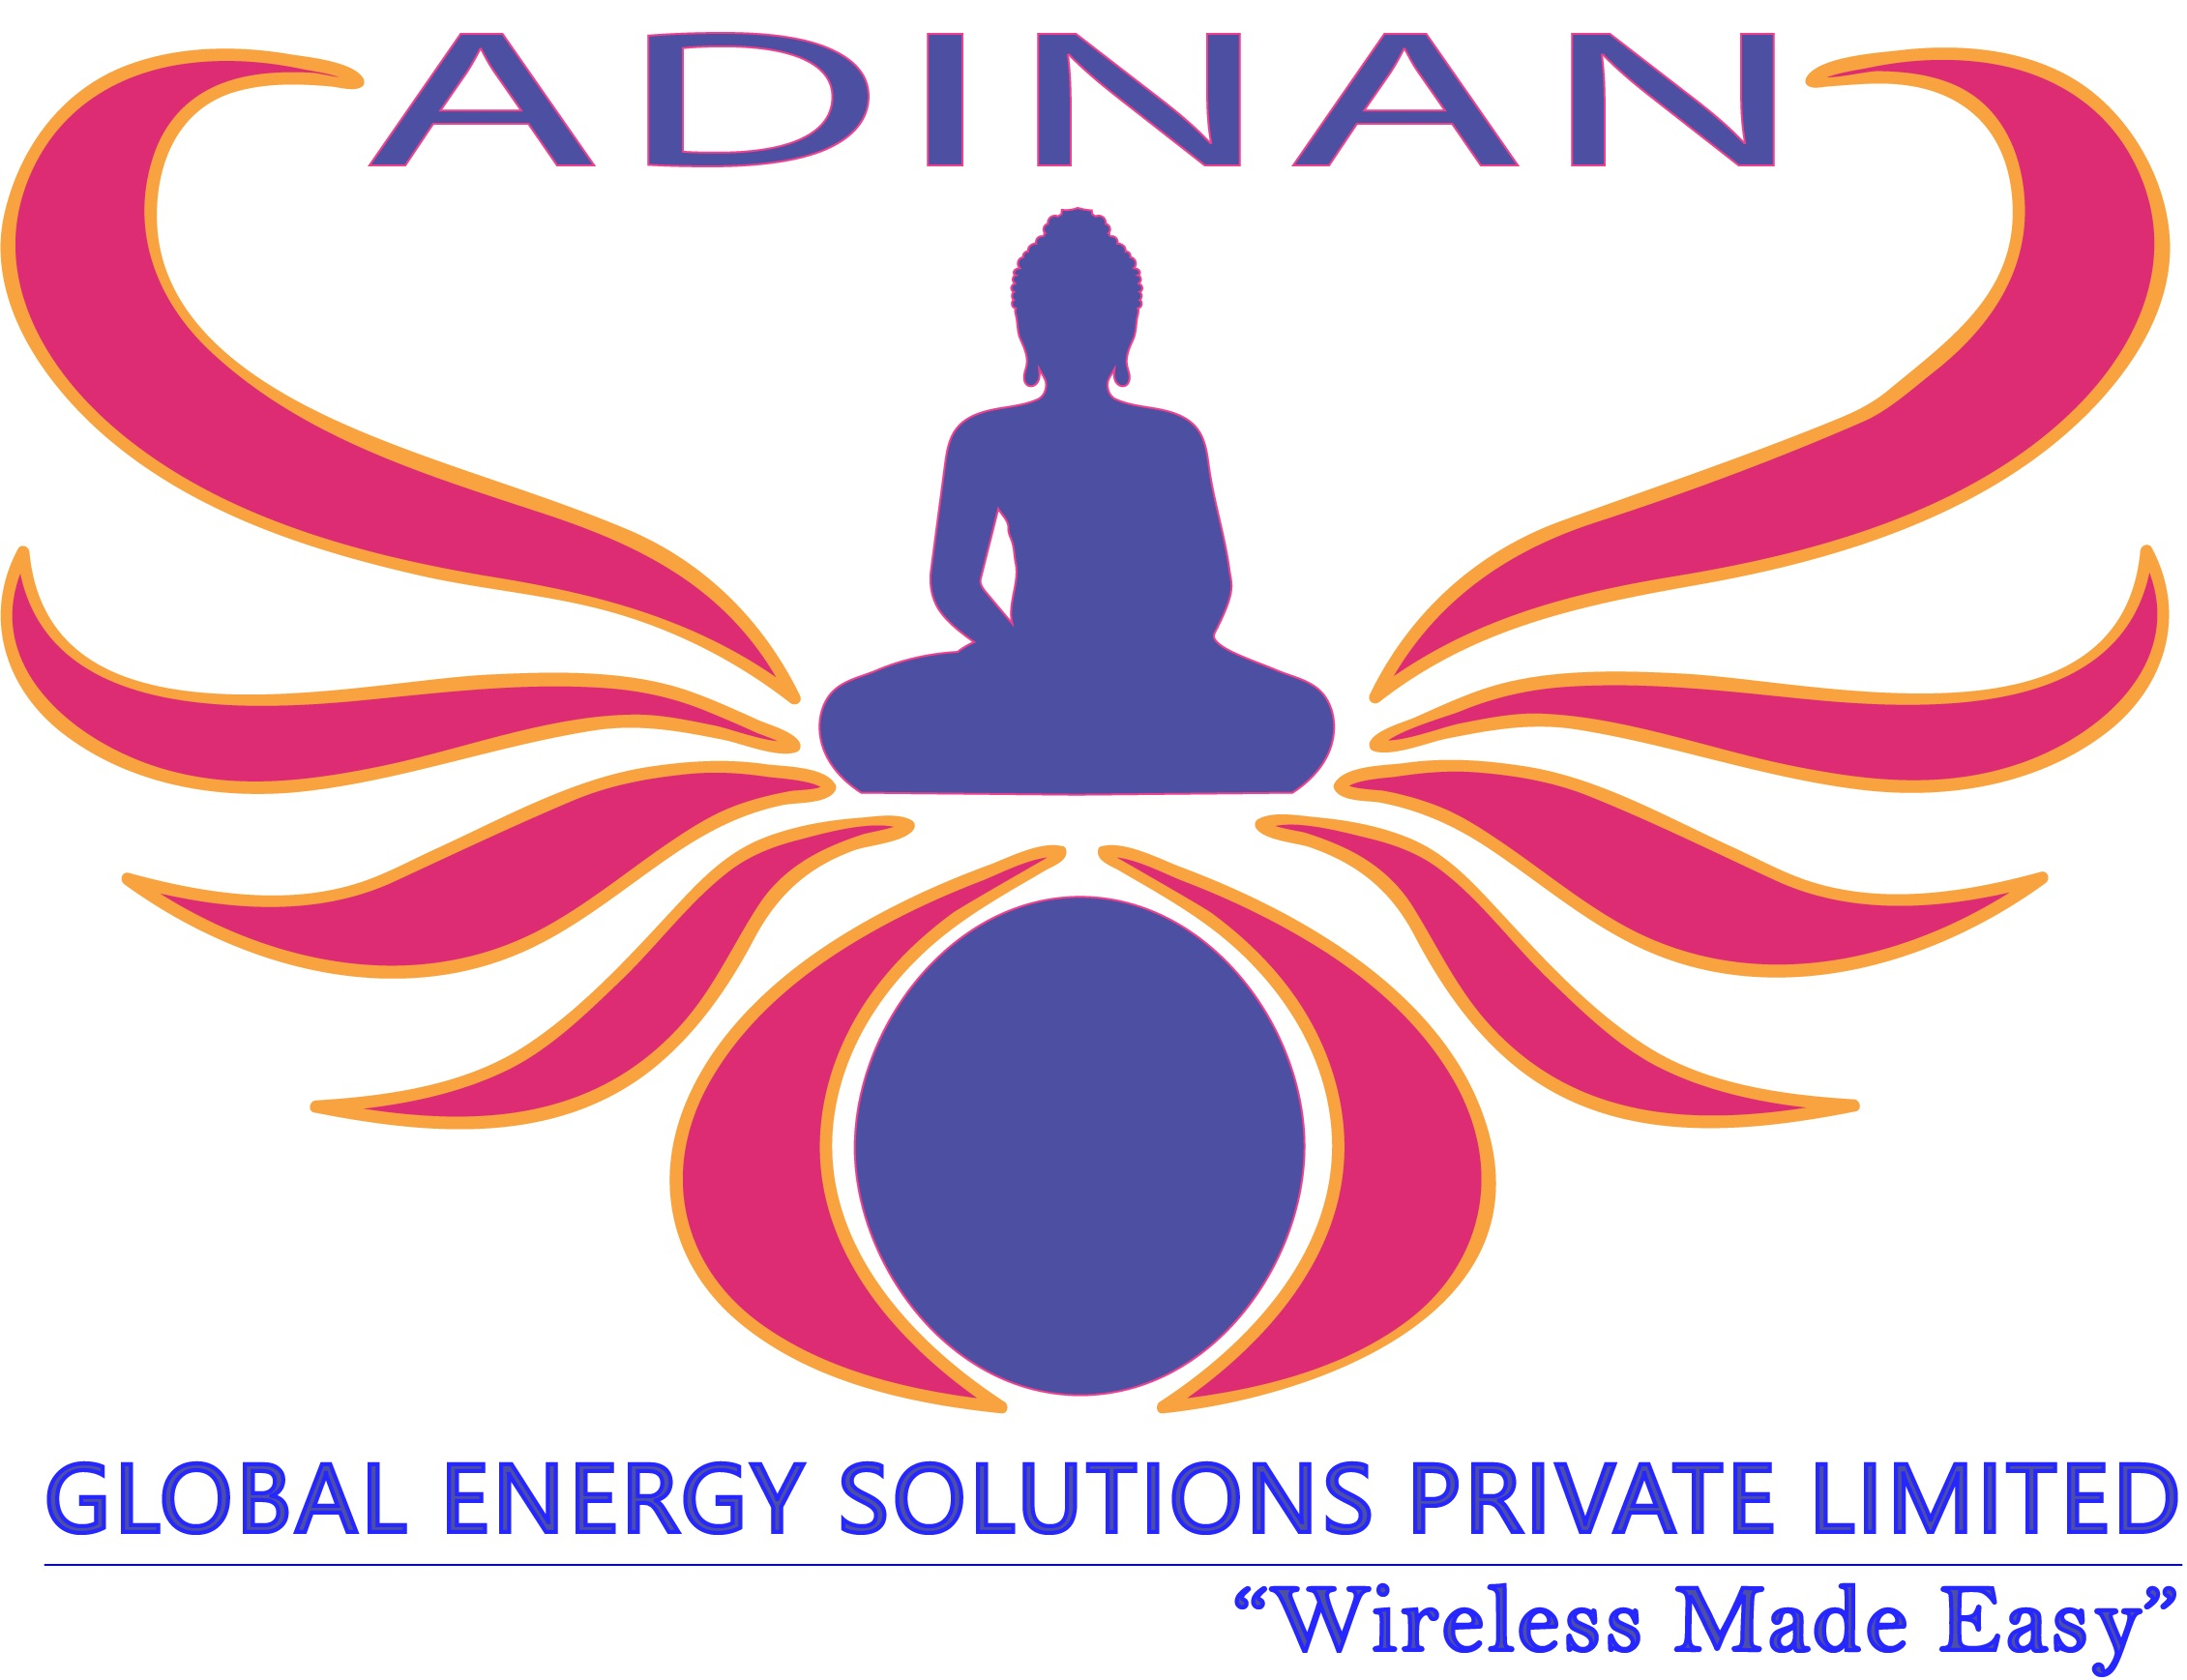 ADINAN
GLOBAL ENERGY SOLUTIONS PRIVATE LIMITED
“Wireless Made Easy”